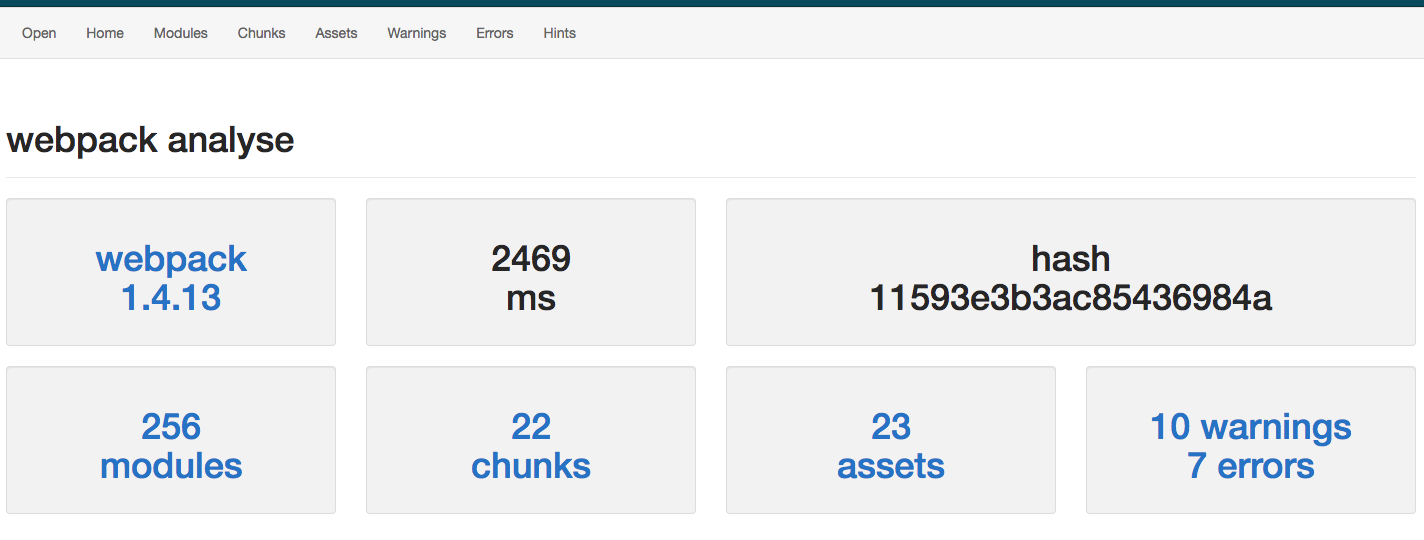 Open Home Modules Chunks Assets Warnings Errors Hints
webpack analyse
webpack
1.4.13
2469
ms
hash
11593e3b3ac85436984a
256
modules
22
chunks
23
assets
10 warnings
7 errors